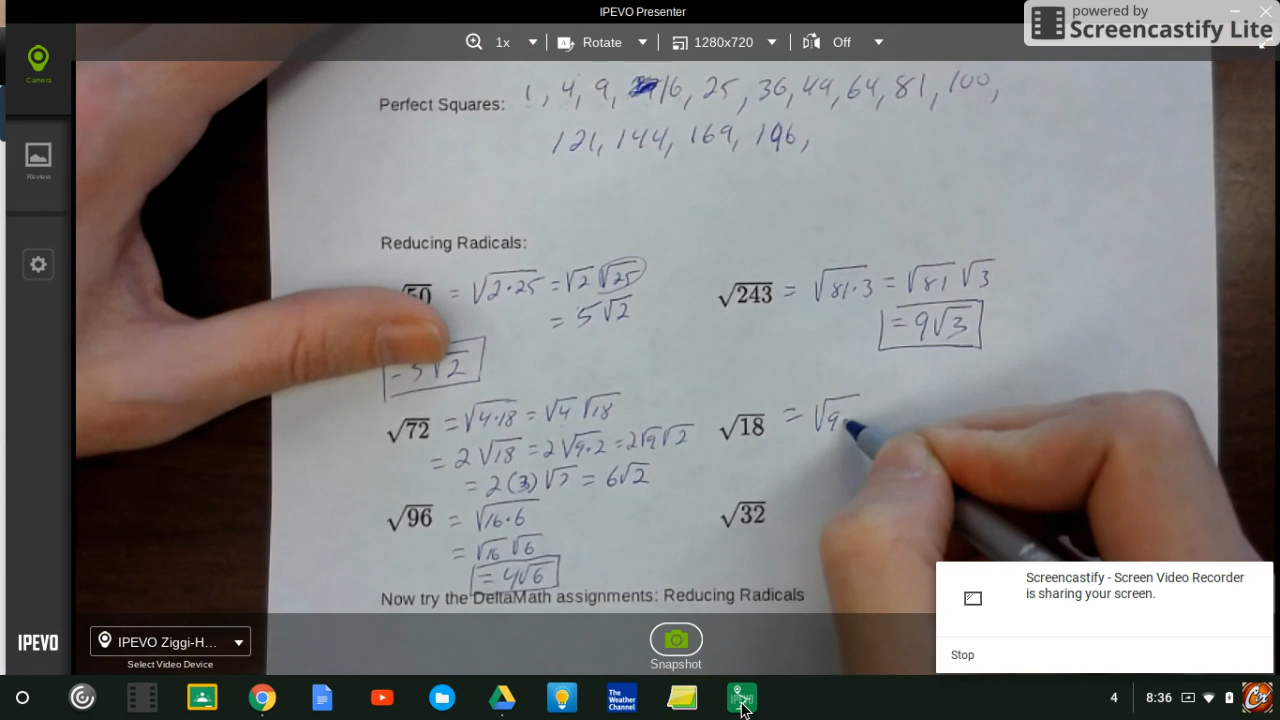 IPEVO Presenter
powered by
Screencastify Lite
Camera
1x
Rotate
1280x720
Off
Review
Perfect Squares: 1, 4, 9, 16, 25, 36, 49, 64, 81, 100,
121, 144, 169, 196,
Reducing Radicals:
√50 = √2·25 = √2 √25
= 5√2
√2
√243 = √81·3 = √81 √3
= 9√3
√72 = √4·18 = √4 √18
= 2√18 = 2√9·2 = 2√9√2
= 2(3)√2 = 6√2
√18 = √9·
√96 = √16·6
= √16 √6
= 4√6
√32
Now try the DeltaMath assignments: Reducing Radicals
Screencastify - Screen Video Recorder
is sharing your screen.
Stop
IPEVO
IPEVO Ziggi-H...
Select Video Device
Snapshot
The
Weather
Channel
IPEVO
4
8:36